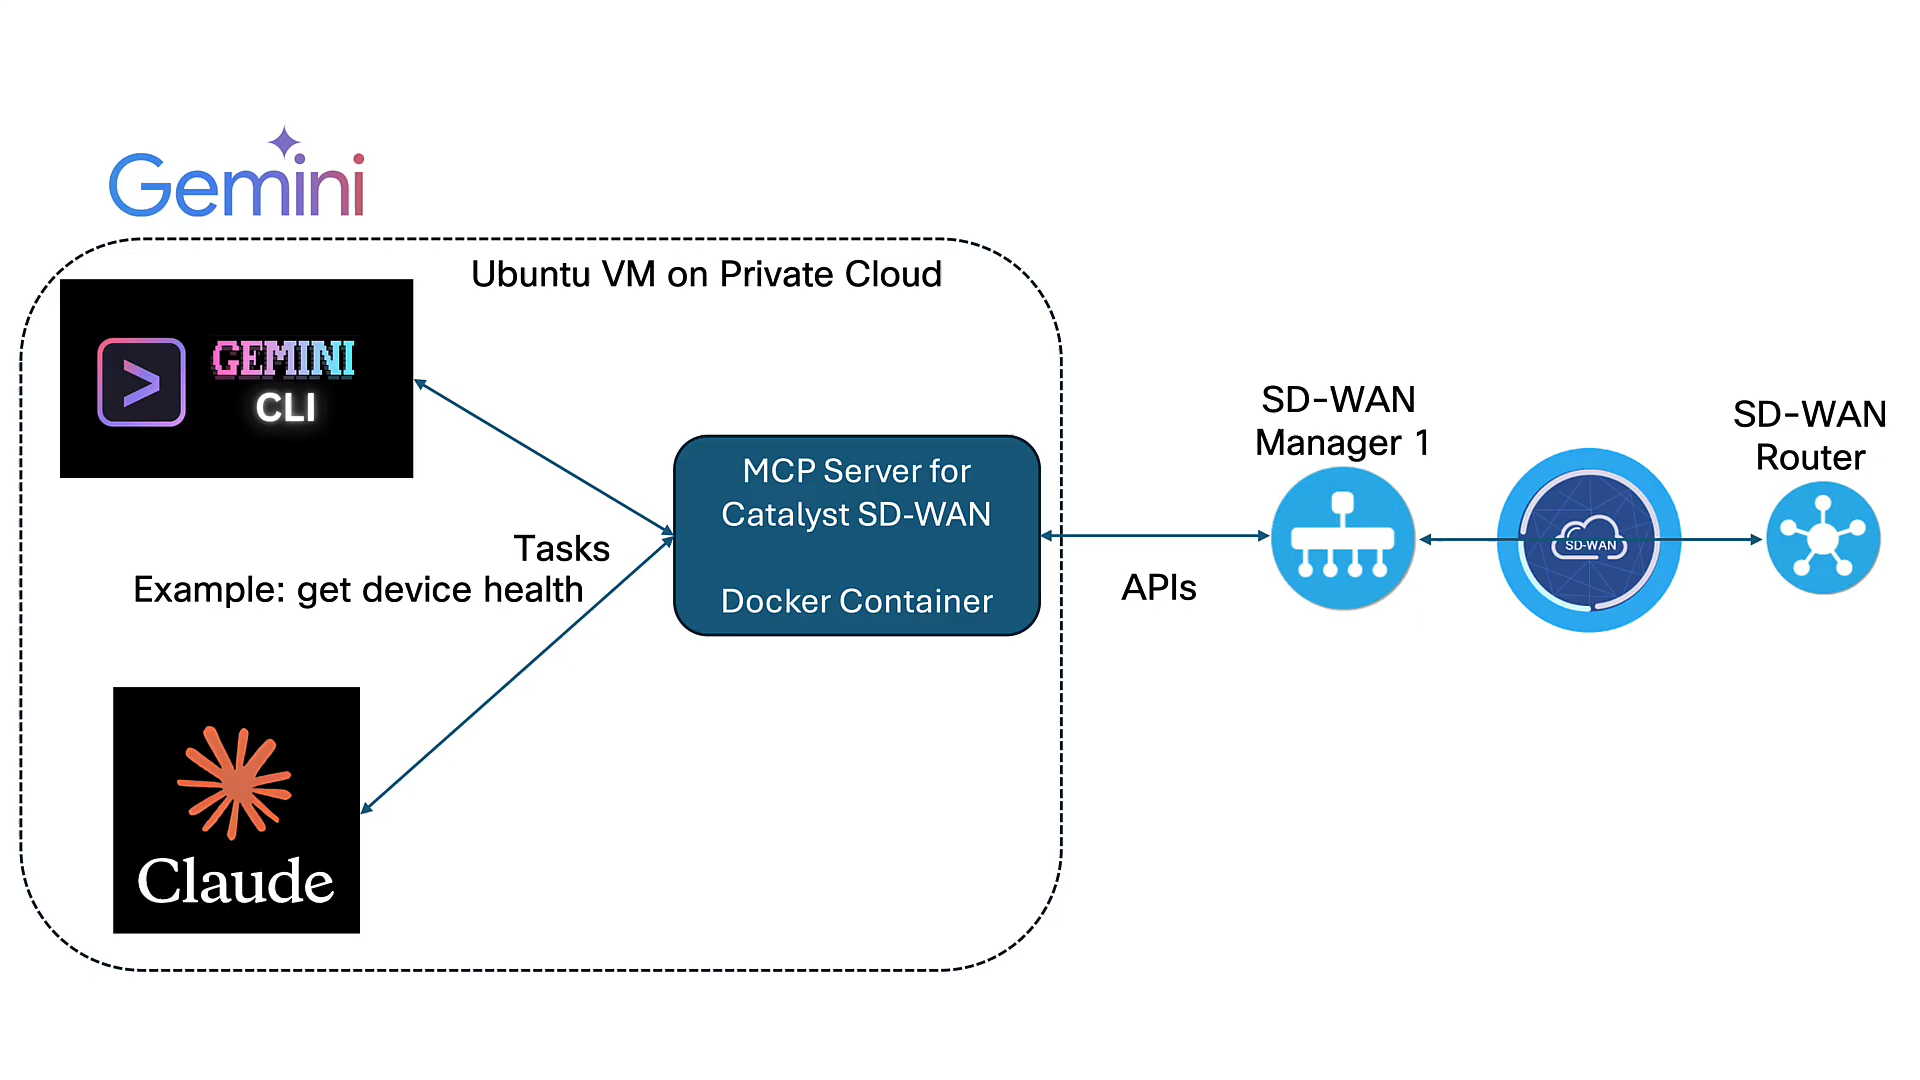 Gemini
Ubuntu VM on Private Cloud
>
GEMINI
CLI
MCP Server for
Catalyst SD-WAN
Docker Container
Tasks
Example: get device health
Claude
APIs
SD-WAN
Manager 1
SD-WAN
SD-WAN
Router